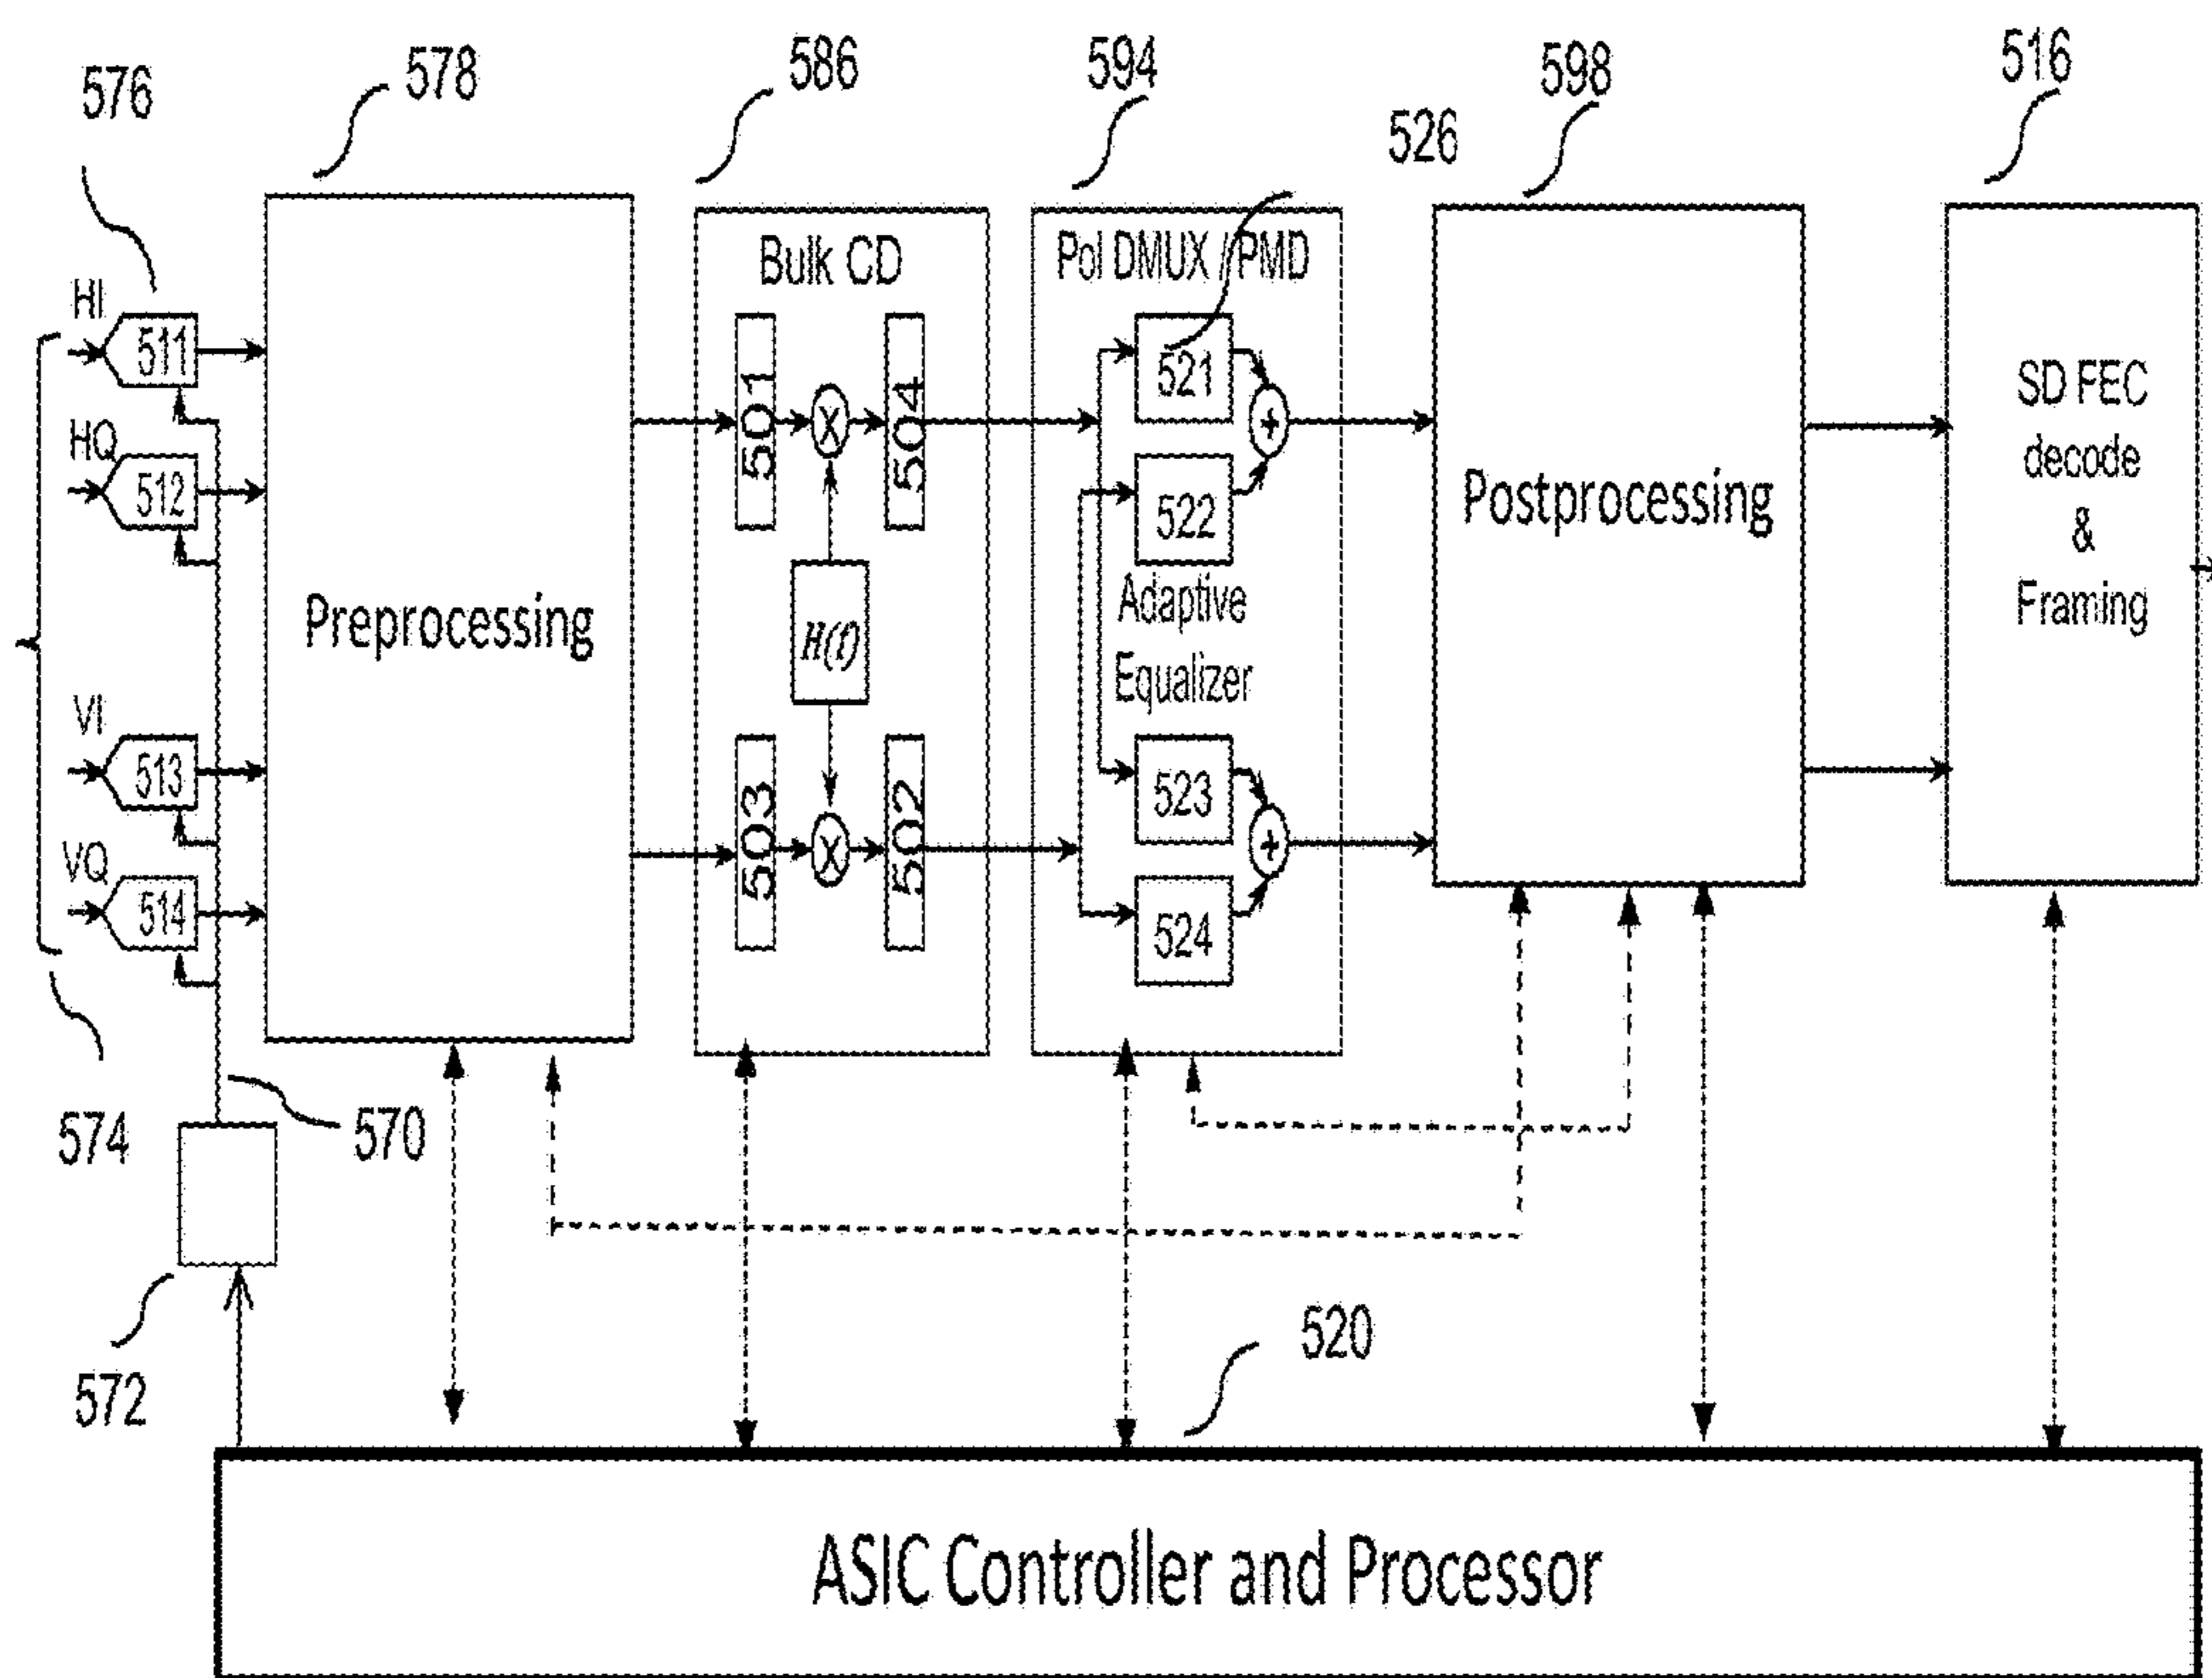 576
578
586
594
526
598
516
HI
511
HQ
512
VI
513
VQ
514
574
570
572
Preprocessing
Bulk CD
501
504
H(f)
503
502
Pol DMUX / PMD
521
522
Adaptive
Equalizer
523
524
Postprocessing
SD FEC
decode
&
Framing
520
ASIC Controller and Processor